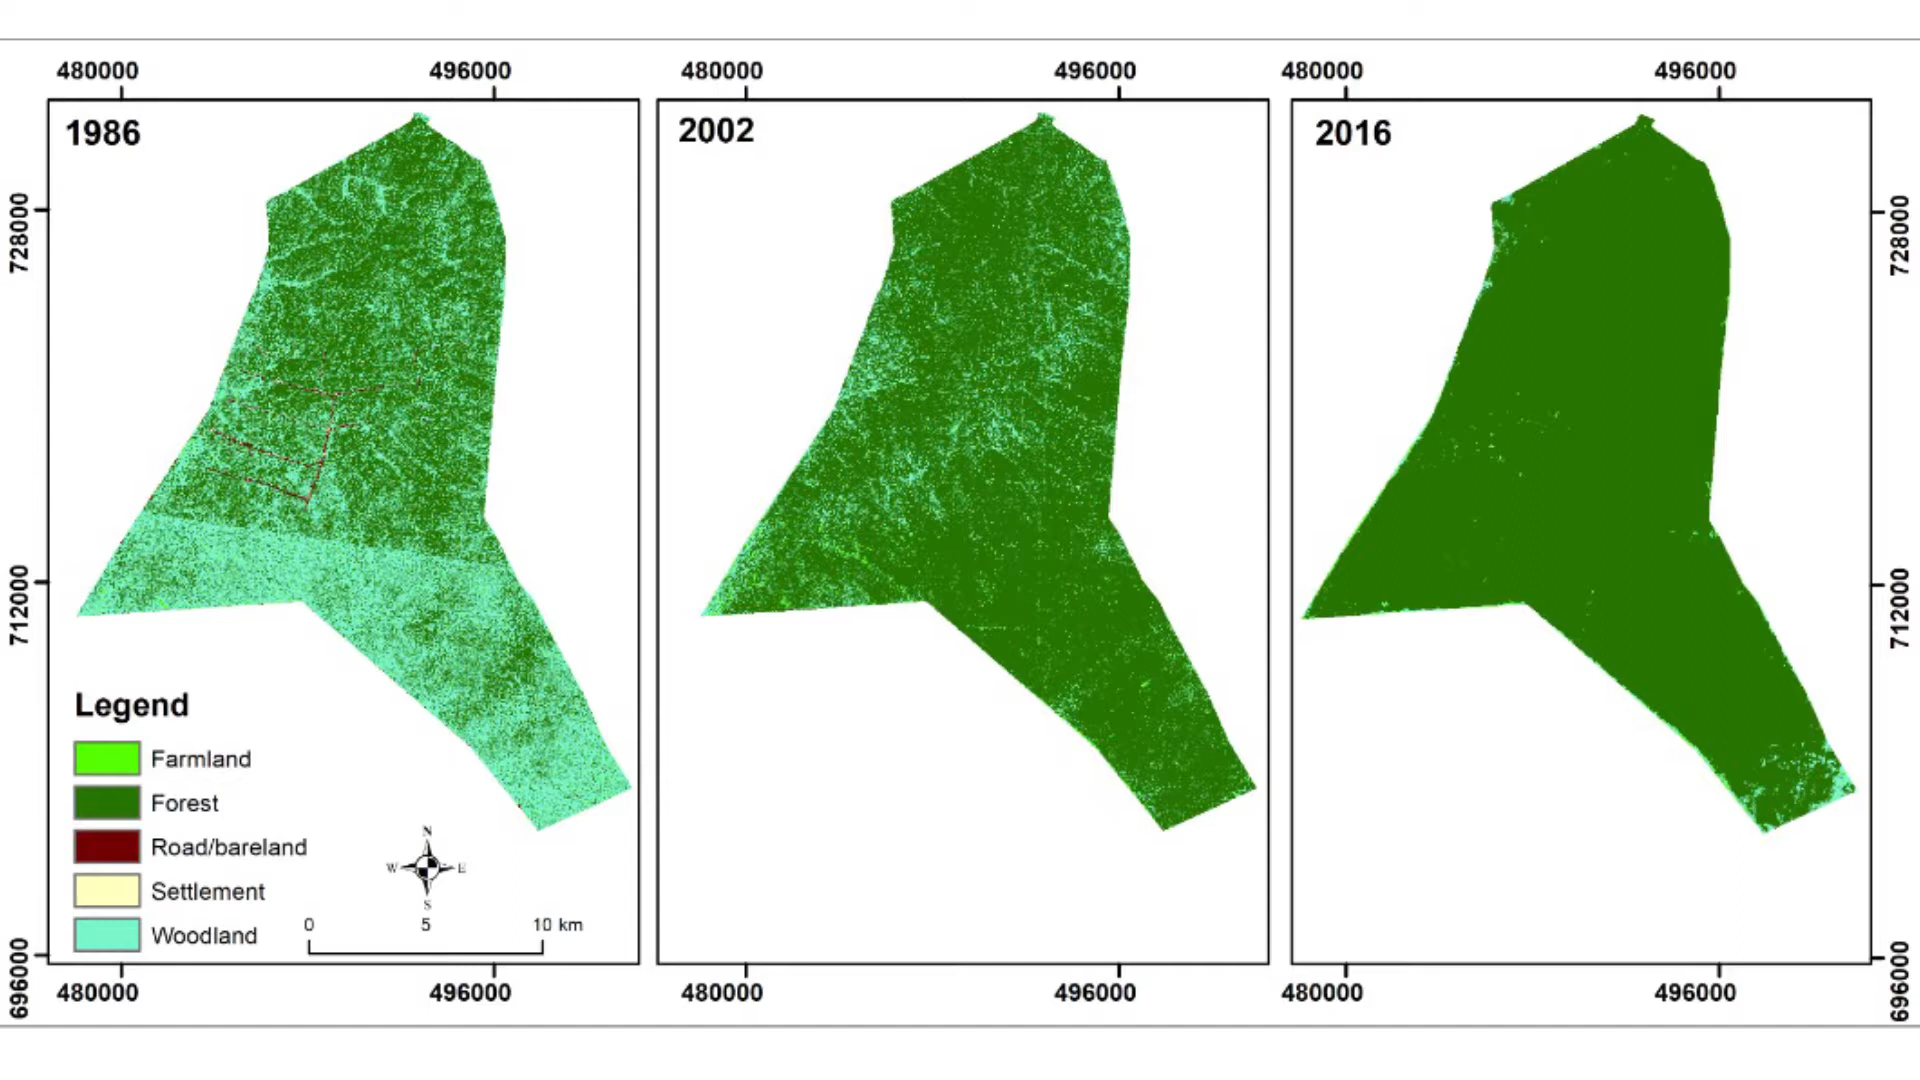 480000 496000 480000 496000 480000 496000
1986 2002 2016
728000 728000
712000 712000
Legend
Farmland
Forest
Road/bareland
Settlement
Woodland
N
W E
S
0 5 10 km
696000 696000
480000 496000 480000 496000 480000 496000